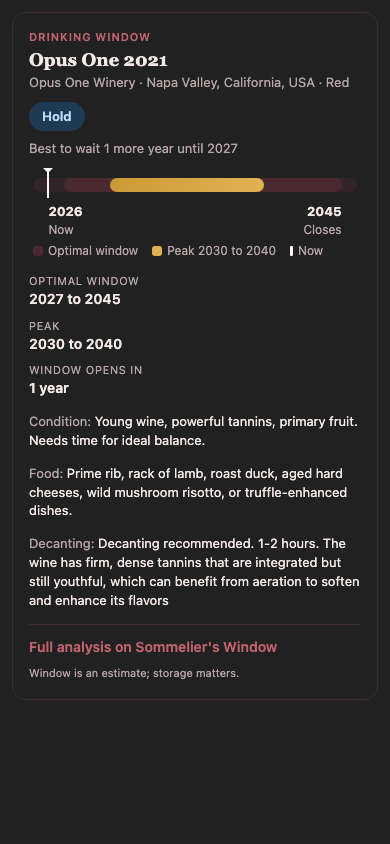 DRINKING WINDOW
Opus One 2021
Opus One Winery · Napa Valley, California, USA · Red
Hold
Best to wait 1 more year until 2027
2026 2045
Now Closes
Optimal window Peak 2030 to 2040 Now
OPTIMAL WINDOW
2027 to 2045
PEAK
2030 to 2040
WINDOW OPENS IN
1 year
Condition: Young wine, powerful tannins, primary fruit.
Needs time for ideal balance.
Food: Prime rib, rack of lamb, roast duck, aged hard
cheeses, wild mushroom risotto, or truffle-enhanced
dishes.
Decanting: Decanting recommended. 1-2 hours. The
wine has firm, dense tannins that are integrated but
still youthful, which can benefit from aeration to soften
and enhance its flavors
Full analysis on Sommelier's Window
Window is an estimate; storage matters.